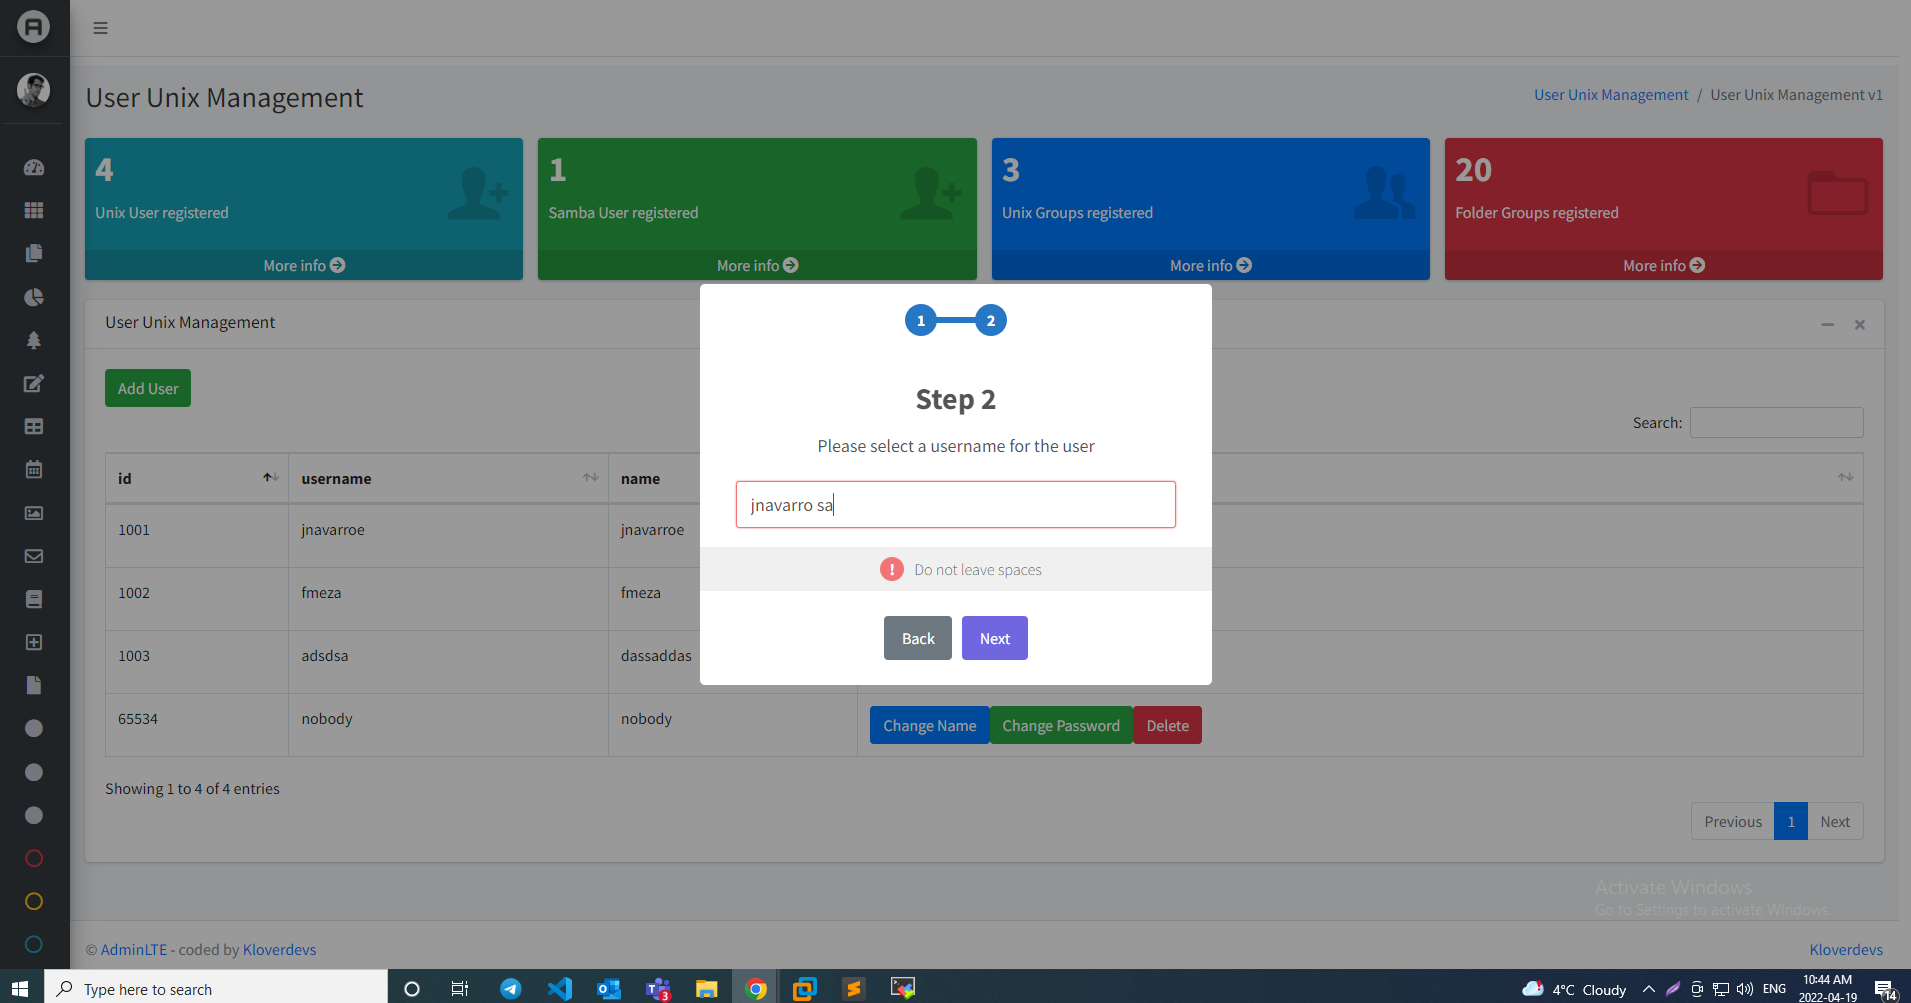 A
User Unix Management
User Unix Management / User Unix Management v1
4
Unix User registered
More info
1
Samba User registered
More info
3
Unix Groups registered
More info
20
Folder Groups registered
More info
User Unix Management
Add User
Search:
id username name
1001 jnavarroe jnavarroe
1002 fmeza fmeza
1003 adsdsa dassaddas
65534 nobody nobody Change Name Change Password Delete
Showing 1 to 4 of 4 entries
Previous 1 Next
1 2
Step 2
Please select a username for the user
jnavarro sa
! Do not leave spaces
Back Next
Activate Windows
Go to Settings to activate Windows.
© AdminLTE - coded by Kloverdevs
Kloverdevs
Type here to search
3
4°C Cloudy
ENG
10:44 AM
2022-04-19
14